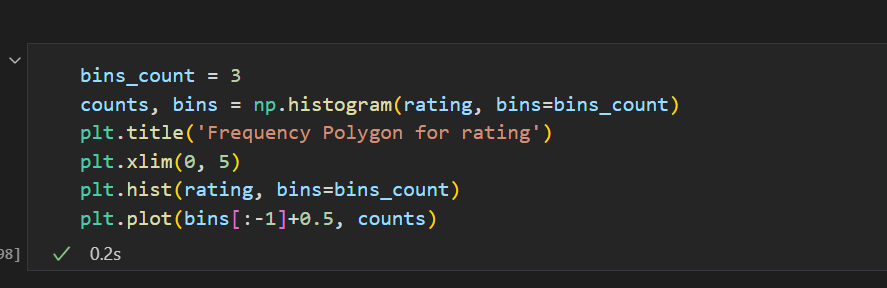 bins_count = 3
counts, bins = np.histogram(rating, bins=bins_count)
plt.title('Frequency Polygon for rating')
plt.xlim(0, 5)
plt.hist(rating, bins=bins_count)
plt.plot(bins[:-1]+0.5, counts)
98] 0.2s